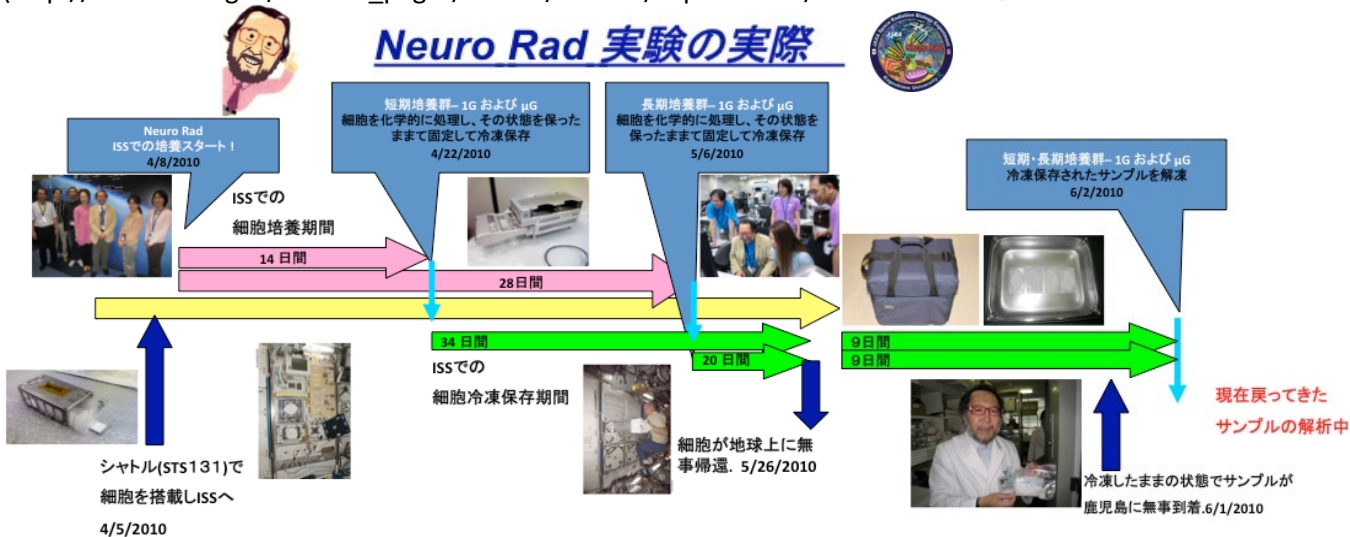 Neuro Rad 実験の実際
Neuro Rad
Kagoshima University
Neuro Rad
ISSでの培養スタート！
4/8/2010
短期培養群– 1G および μG
細胞を化学的に処理し、その状態を保った
ままて固定して冷凍保存
4/22/2010
長期培養群– 1G および μG
細胞を化学的に処理し、その状態を
保ったままて固定して冷凍保存
5/6/2010
短期・長期培養群– 1G および μG
冷凍保存されたサンプルを解凍
6/2/2010
ISSでの
細胞培養期間
14 日間
28日間
34 日間
20 日間
9日間
9日間
ISSでの
細胞冷凍保存期間
シャトル(STS131)で
細胞を搭載しISSへ
4/5/2010
細胞が地球上に無
事帰還. 5/26/2010
冷凍したままの状態でサンプルが
鹿児島に無事到着.6/1/2010
現在戻ってきた
サンプルの解析中